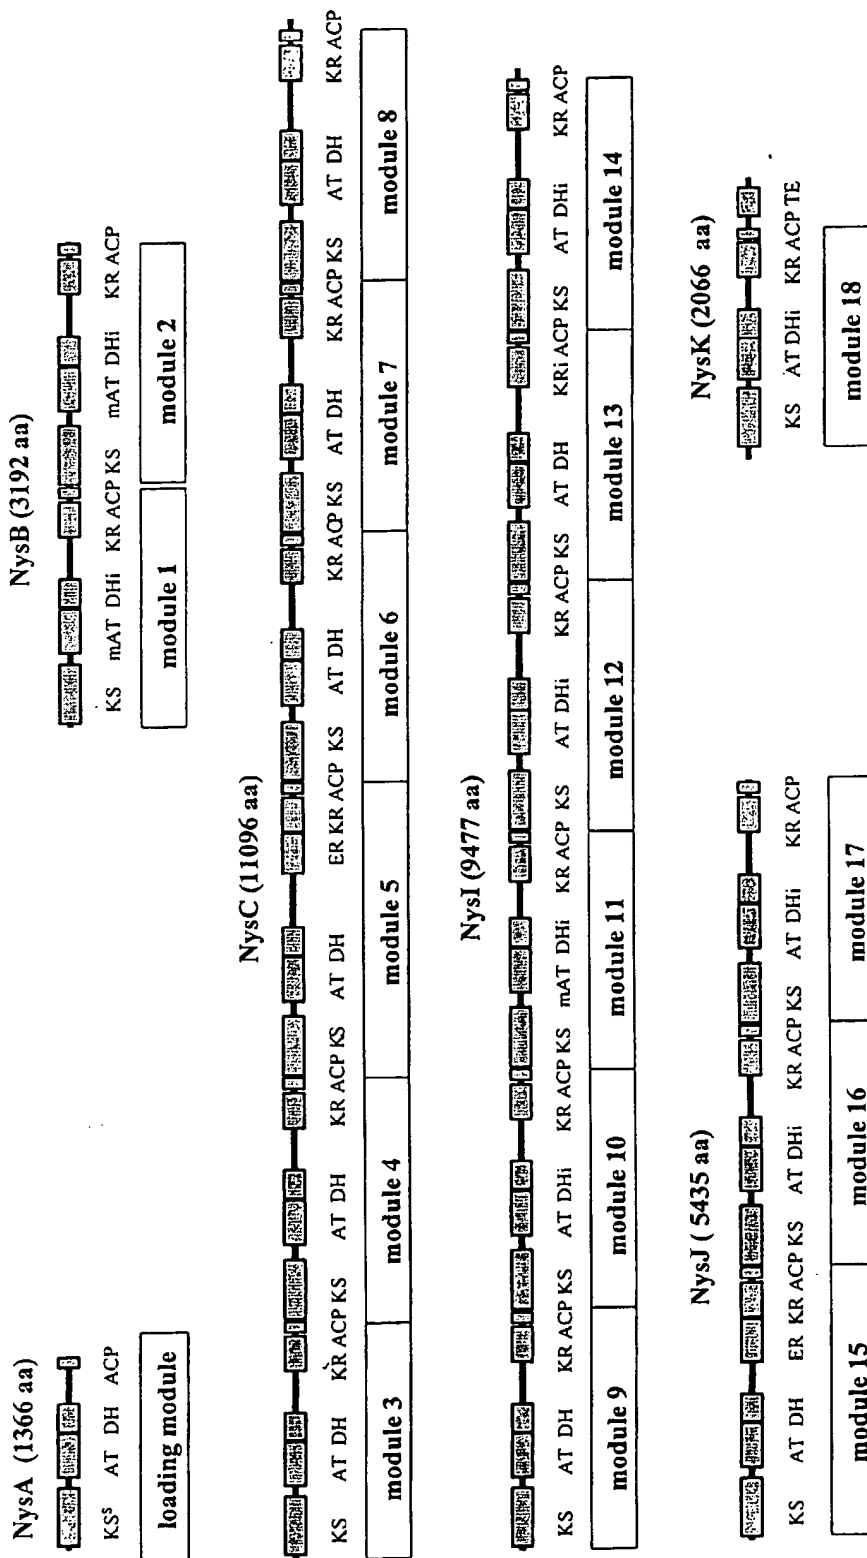 NysA (1366 aa)
KSˢ AT DH ACP
loading module
NysB (3192 aa)
KS mAT DHi KR ACP KS mAT DHi KR ACP
module 1 module 2
NysC (11096 aa)
KS AT DH KR ACP KS AT DH KR ACP KS AT DH ER KR ACP KS AT DH KR ACP KS AT DH KR ACP KS AT DH KR ACP
module 3 module 4 module 5 module 6 module 7 module 8
NysI (9477 aa)
KS AT DH KR ACP KS AT DHi KR ACP KS mAT DHi KR ACP KS AT DHi KR ACP KS AT DH KRi ACP KS AT DHi KR ACP
module 9 module 10 module 11 module 12 module 13 module 14
NysJ ( 5435 aa)
KS AT DH ER KR ACP KS AT DHi KR ACP KS AT DHi KR ACP
module 15 module 16 module 17
NysK (2066 aa)
KS AT DHi KR ACP TE
module 18